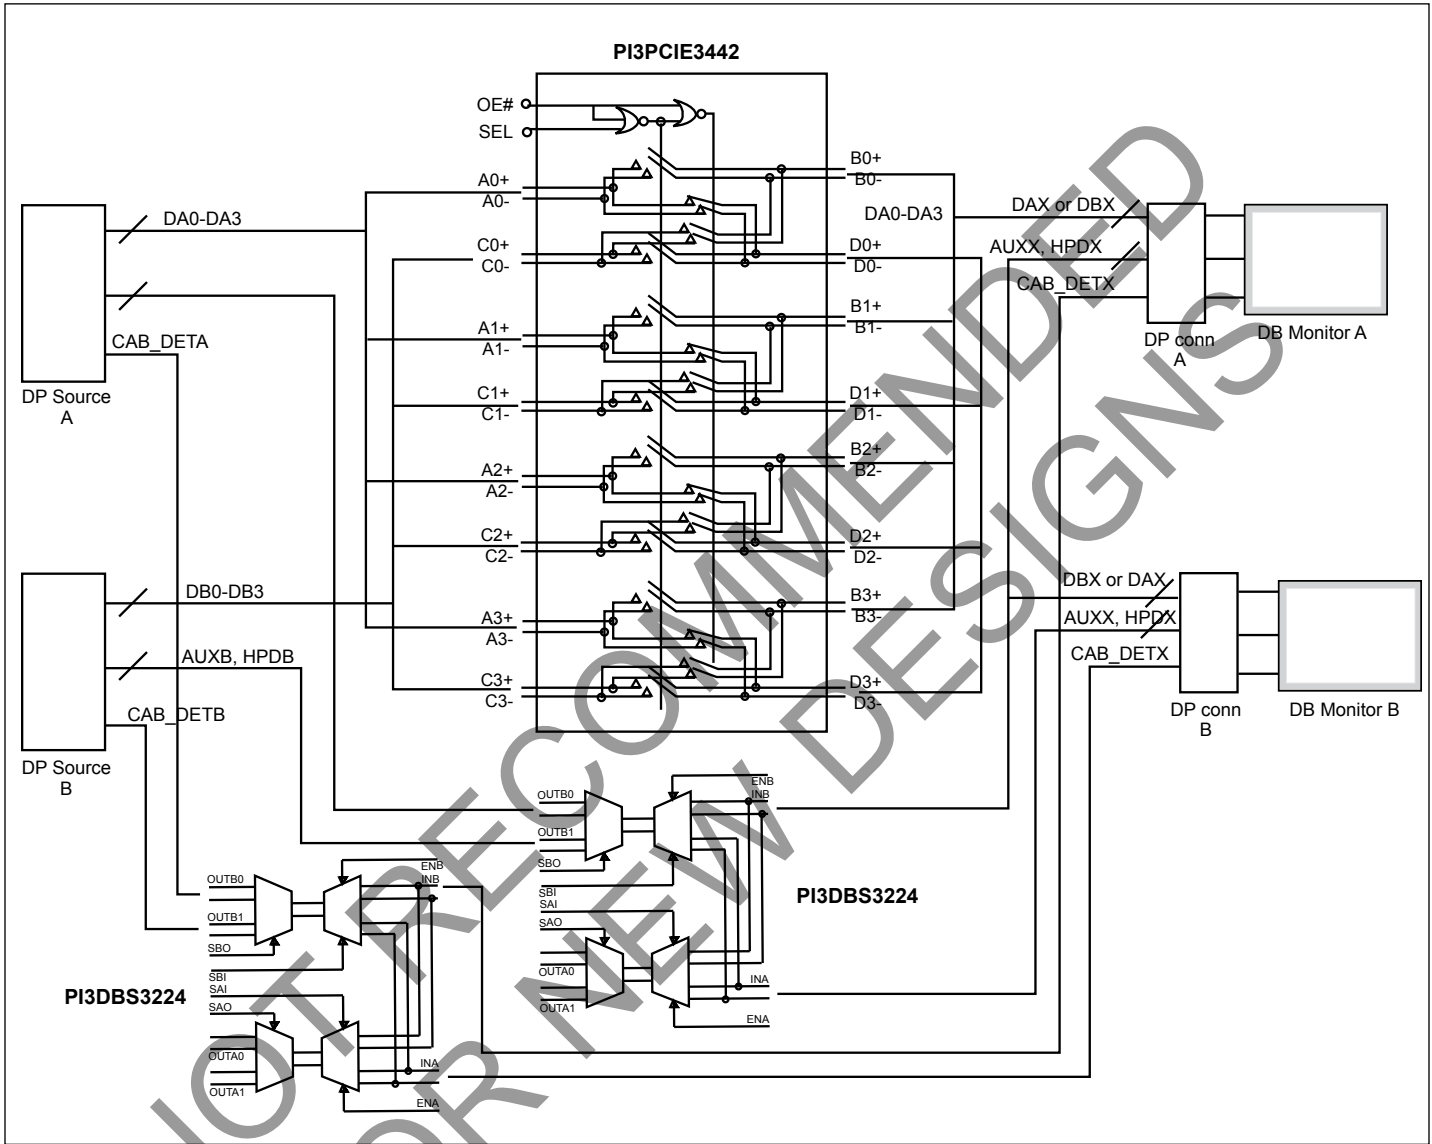 PI3PCIE3442
OE#
SEL
A0+
A0-
C0+
C0-
A1+
A1-
C1+
C1-
A2+
A2-
C2+
C2-
A3+
A3-
C3+
C3-
B0+
B0-
DA0-DA3
D0+
D0-
B1+
B1-
D1+
D1-
B2+
B2-
D2+
D2-
B3+
B3-
D3+
D3-
DA0-DA3
CAB_DETA
DP Source
A
DB0-DB3
AUXB, HPDB
CAB_DETB
DP Source
B
DAX or DBX
AUXX, HPDX
CAB_DETX
DP conn
A
DB Monitor A
DBX or DAX
AUXX, HPDX
CAB_DETX
DP conn
B
DB Monitor B
OUTB0
OUTB1
SBO
SBI
SAI
SAO
OUTA0
OUTA1
ENB
INB
INA
ENA
PI3DBS3224
OUTB0
OUTB1
SBO
SBI
SAI
SAO
OUTA0
OUTA1
ENB
INB
INA
ENA
PI3DBS3224
NOT RECOMMENDED
FOR NEW DESIGNS